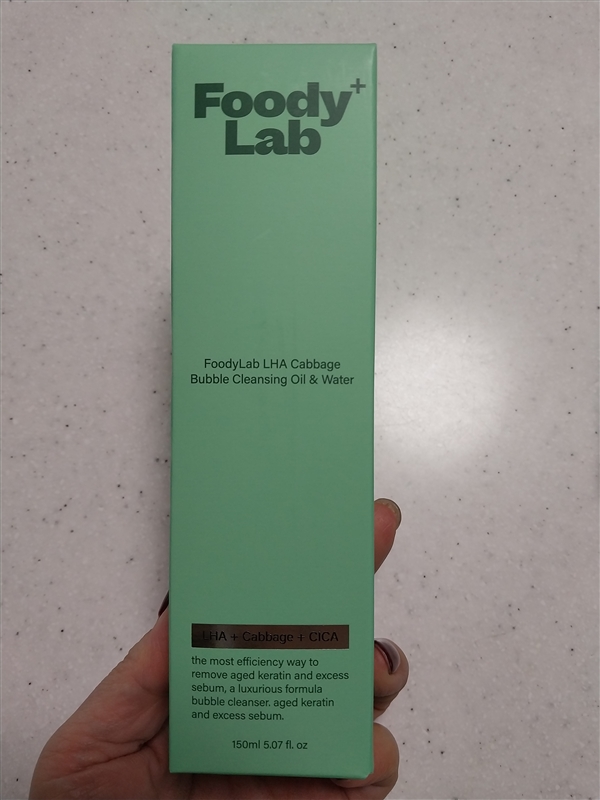 Foody+
Lab
FoodyLab LHA Cabbage
Bubble Cleansing Oil & Water
LHA + Cabbage + CICA
the most efficiency way to
remove aged keratin and excess
sebum, a luxurious formula
bubble cleanser. aged keratin
and excess sebum.
150ml 5.07 fl. oz